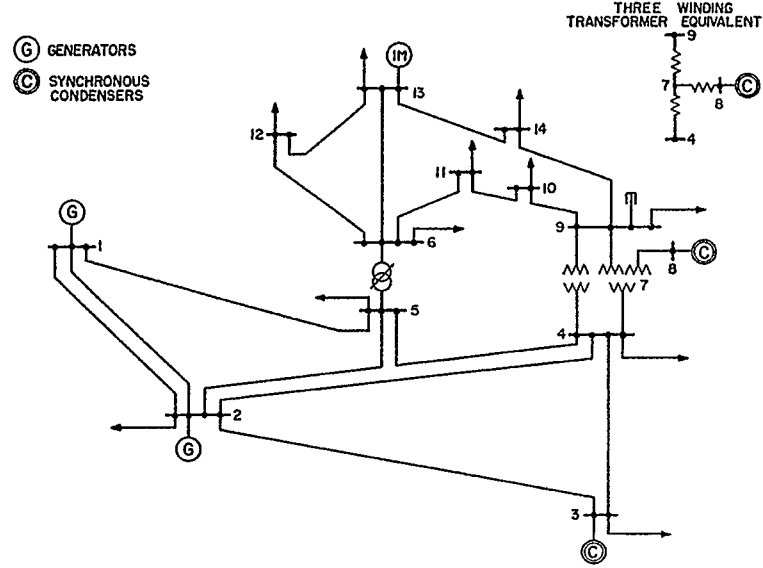 THREE WINDING
TRANSFORMER EQUIVALENT
G GENERATORS
C SYNCHRONOUS
CONDENSERS
9
7
C
8
4
IM
13
12
14
11
10
G
1
6
9
C
8
7
5
4
2
G
3
C